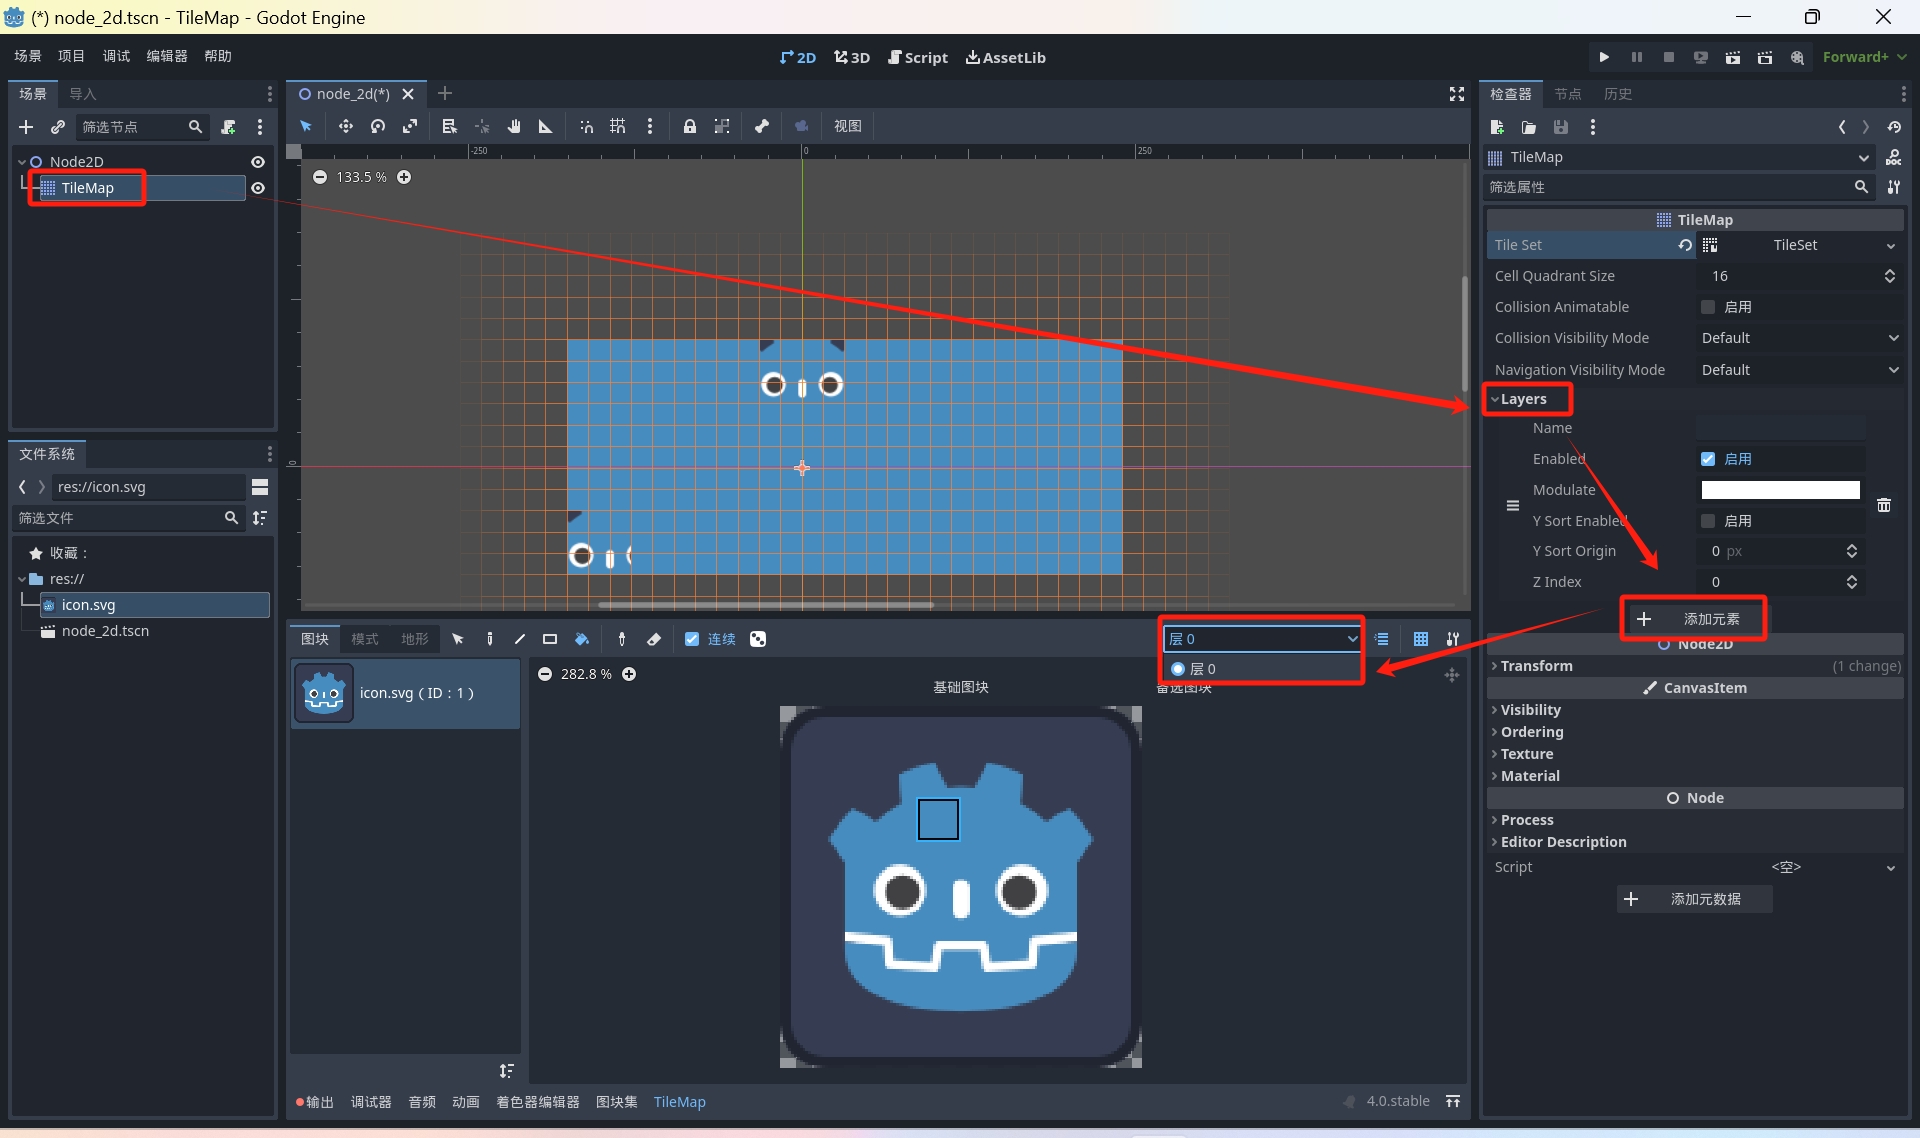 (*) node_2d.tscn - TileMap - Godot Engine
场景 项目 调试 编辑器 帮助
2D 3D Script AssetLib
Forward+
场景 导入
筛选节点
Node2D
TileMap
文件系统
res://icon.svg
筛选文件
收藏：
res://
icon.svg
node_2d.tscn
node_2d(*)
视图
-250 0 250
0
133.5 %
图块 模式 地形
连续
层 0
层 0
icon.svg（ID：1）
282.8 %
基础图块
备选图块
输出 调试器 音频 动画 着色器编辑器 图块集 TileMap
4.0.stable
检查器 节点 历史
TileMap
筛选属性
TileMap
Tile Set TileSet
Cell Quadrant Size 16
Collision Animatable 启用
Collision Visibility Mode Default
Navigation Visibility Mode Default
Layers
Name
Enabled 启用
Modulate
Y Sort Enabled 启用
Y Sort Origin 0 px
Z Index 0
添加元素
Node2D
Transform (1 change)
CanvasItem
Visibility
Ordering
Texture
Material
Node
Process
Editor Description
Script <空>
添加元数据